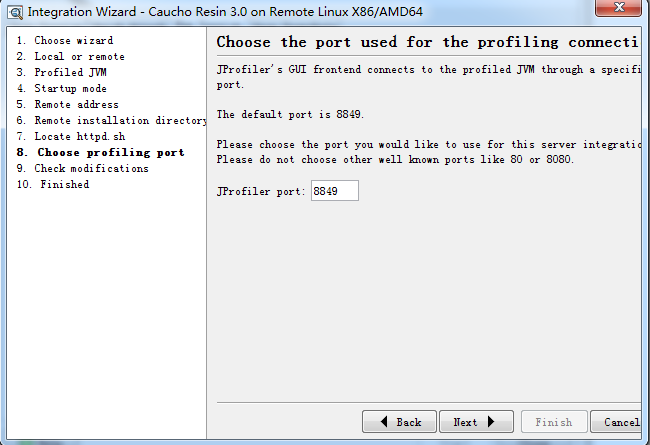 Integration Wizard - Caucho Resin 3.0 on Remote Linux X86/AMD64
1. Choose wizard
2. Local or remote
3. Profiled JVM
4. Startup mode
5. Remote address
6. Remote installation directory
7. Locate httpd.sh
8. Choose profiling port
9. Check modifications
10. Finished
Choose the port used for the profiling connecti
JProfiler's GUI frontend connects to the profiled JVM through a specifi
port.
The default port is 8849.
Please choose the port you would like to use for this server integratio
Please do not choose other well known ports like 80 or 8080.
JProfiler port: 8849
Back
Next
Finish
Cancel